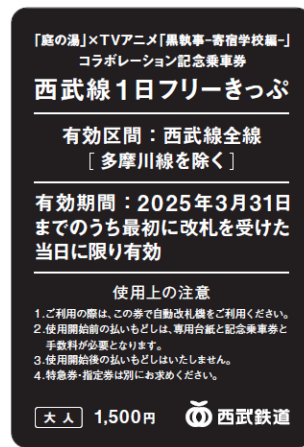 「庭の湯」×TVアニメ「黒執事-寄宿学校編-」
コラボレーション記念乗車券
西武線1日フリーきっぷ
有効区間：西武線全線
［多摩川線を除く］
有効期間：2025年3月31日
までのうち最初に改札を受けた
当日に限り有効
使用上の注意
1.ご利用の際は、この券で自動改札機をご利用ください。
2.使用開始前の払いもどしは、専用台紙と記念乗車券と
手数料が必要となります。
3.使用開始後の払いもどしはいたしません。
4.特急券・指定券は別にお求めください。
大人 1,500円 西武鉄道